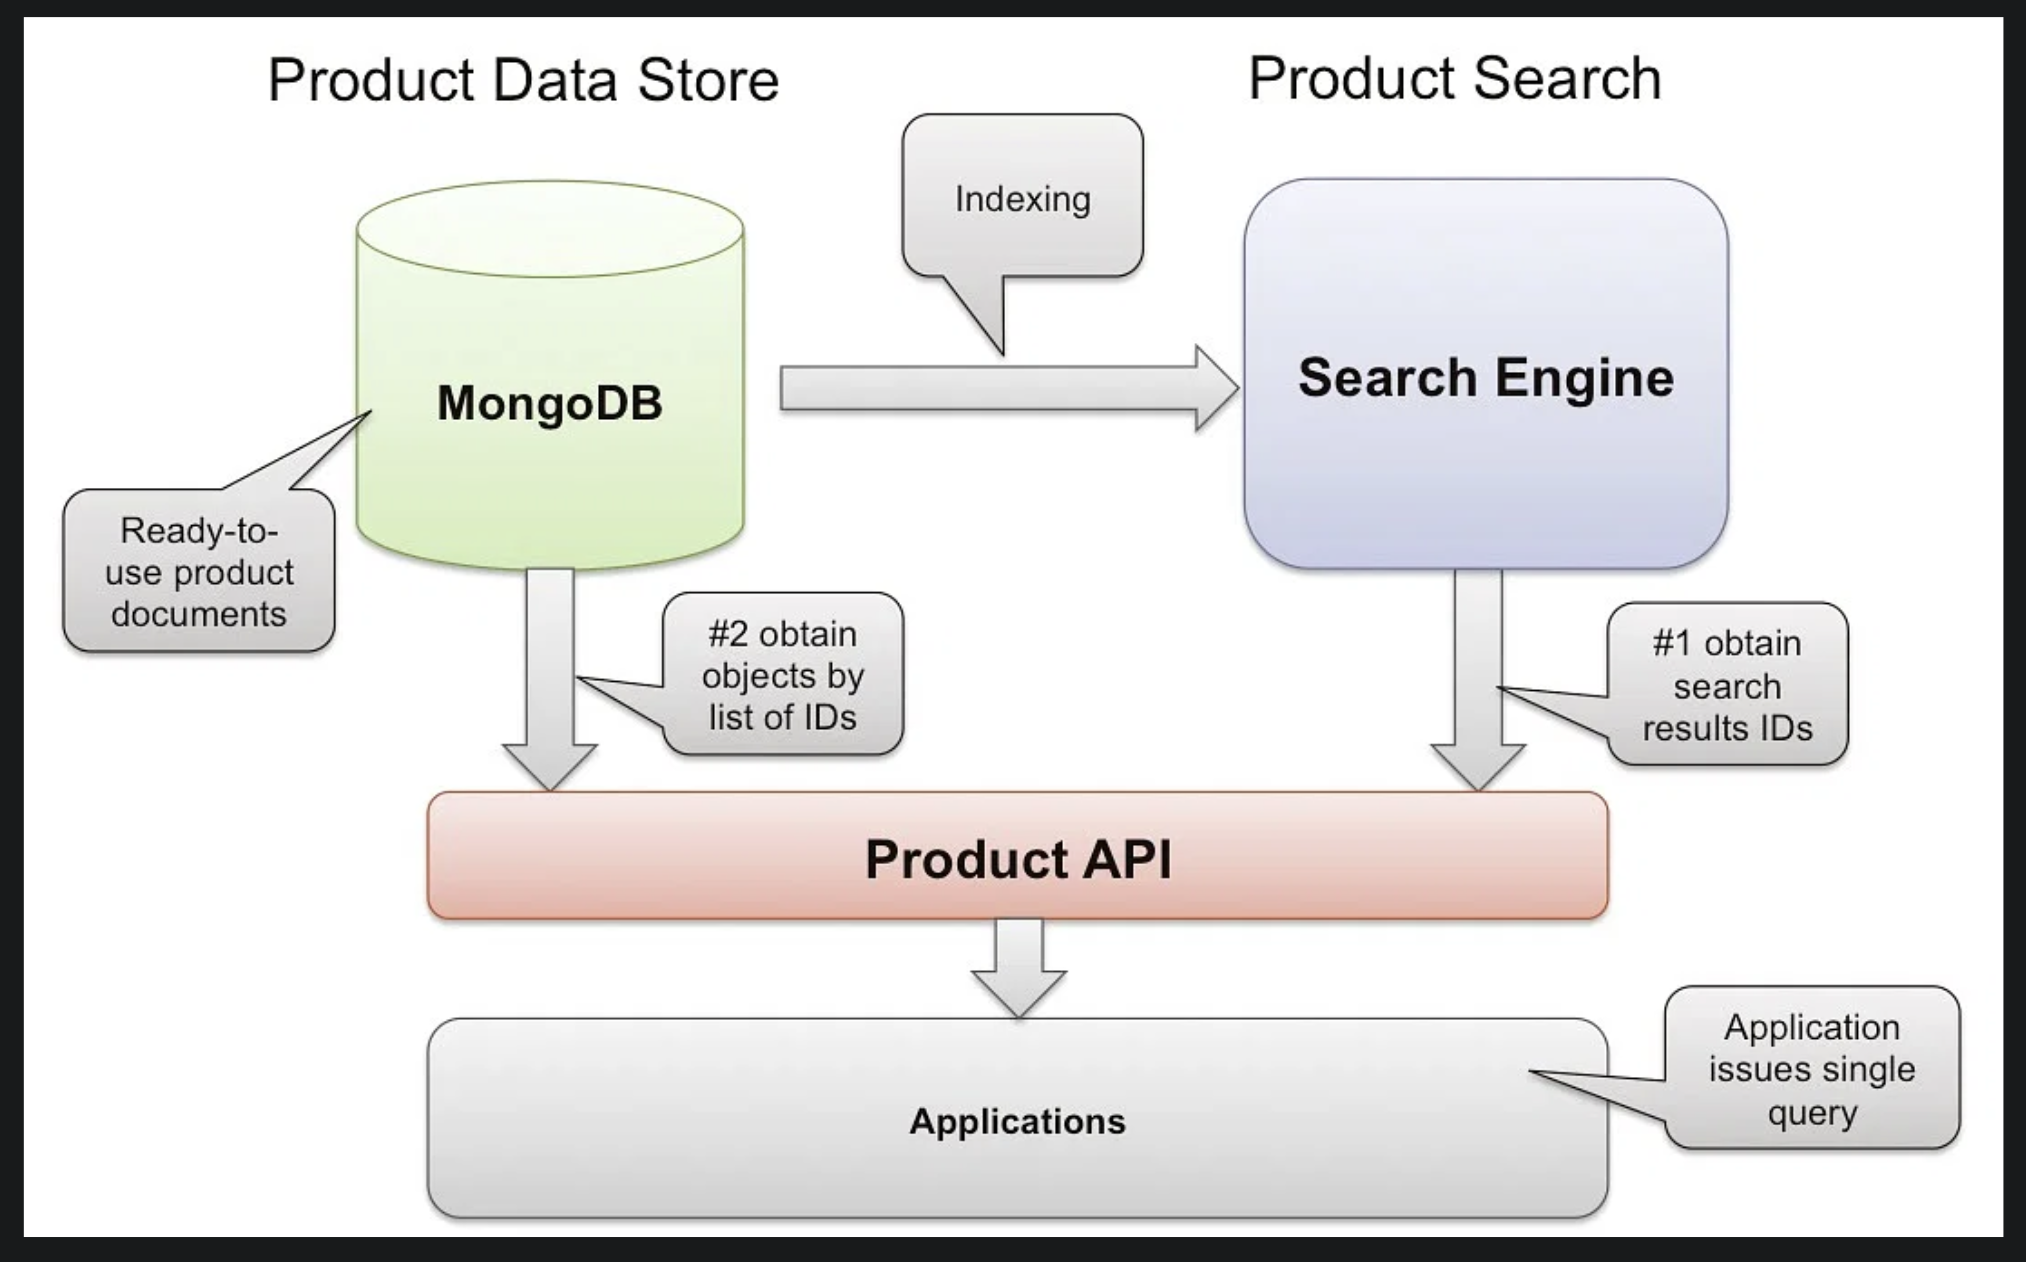 Product Data Store
Product Search
Indexing
MongoDB
Search Engine
Ready-to-
use product
documents
#2 obtain
objects by
list of IDs
#1 obtain
search
results IDs
Product API
Applications
Application
issues single
query